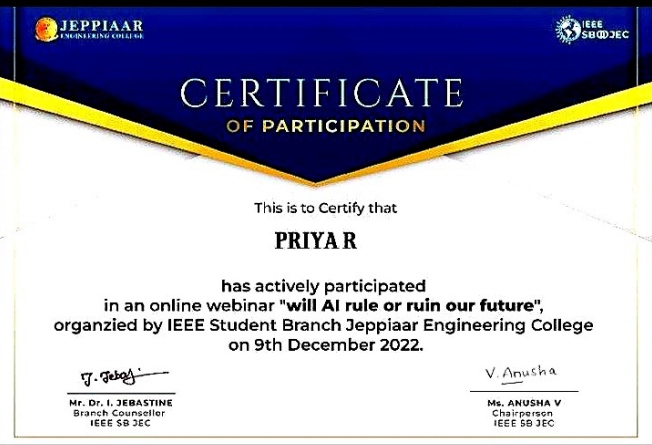 JEPPIAAR
ENGINEERING COLLEGE
IEEE
SB JEC
CERTIFICATE
OF PARTICIPATION
This is to Certify that
PRIYA R
has actively participated
in an online webinar "will AI rule or ruin our future",
organzied by IEEE Student Branch Jeppiaar Engineering College
on 9th December 2022.
V. Anusha
Mr. Dr. I. JEBASTINE
Branch Counseller
IEEE SB JEC
Ms. ANUSHA V
Chairperson
IEEE SB JEC